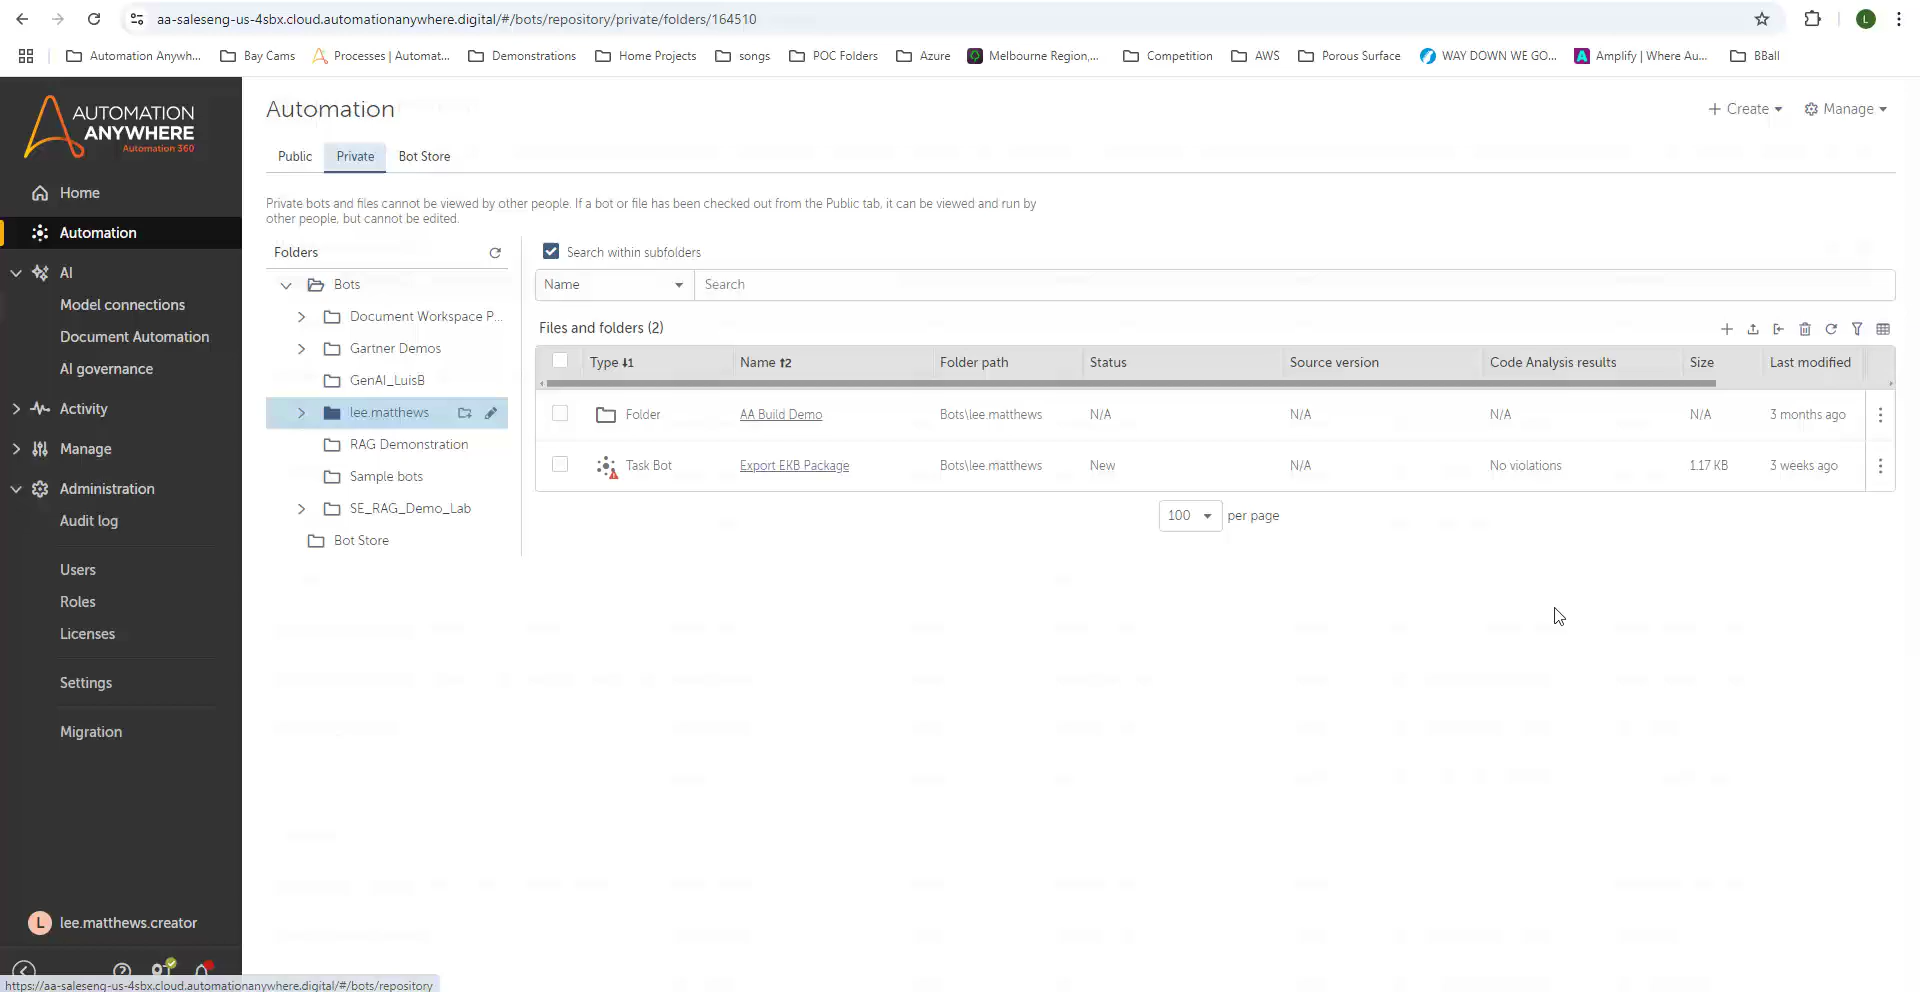 aa-saleseng-us-4sbx.cloud.automationanywhere.digital/#/bots/repository/private/folders/164510
L
Automation Anywh... Bay Cams Processes | Automat... Demonstrations Home Projects songs POC Folders Azure Melbourne Region,... Competition AWS Porous Surface WAY DOWN WE GO... Amplify | Where Au... BBall
AUTOMATION
ANYWHERE
Automation 360
Home
Automation
AI
Model connections
Document Automation
AI governance
Activity
Manage
Administration
Audit log
Users
Roles
Licenses
Settings
Migration
L lee.matthews.creator
https://aa-saleseng-us-4sbx.cloud.automationanywhere.digital/#/bots/repository
Automation
Create Manage
Public Private Bot Store
Private bots and files cannot be viewed by other people. If a bot or file has been checked out from the Public tab, it can be viewed and run by
other people, but cannot be edited.
Folders
Bots
Document Workspace P...
Gartner Demos
GenAI_LuisB
lee.matthews
RAG Demonstration
Sample bots
SE_RAG_Demo_Lab
Bot Store
Search within subfolders
Name Search
Files and folders (2)
Type 1 Name 2 Folder path Status Source version Code Analysis results Size Last modified
Folder AA Build Demo Bots\lee.matthews N/A N/A N/A N/A 3 months ago
Task Bot Export EKB Package Bots\lee.matthews New N/A No violations 1.17 KB 3 weeks ago
100 per page